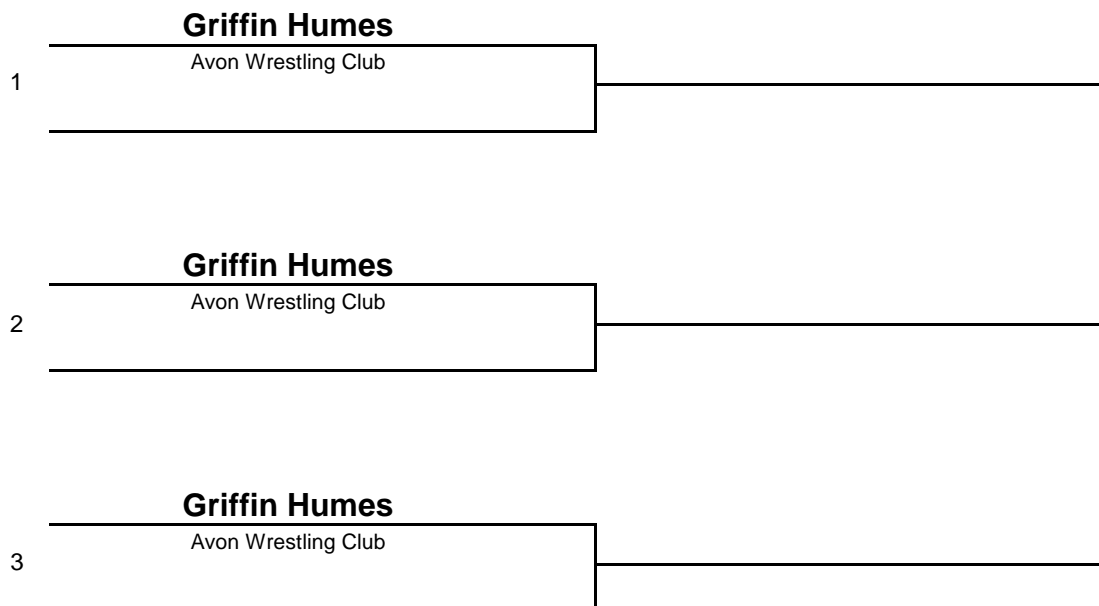 Griffin Humes
Avon Wrestling Club
1
Griffin Humes
Avon Wrestling Club
2
Griffin Humes
Avon Wrestling Club
3